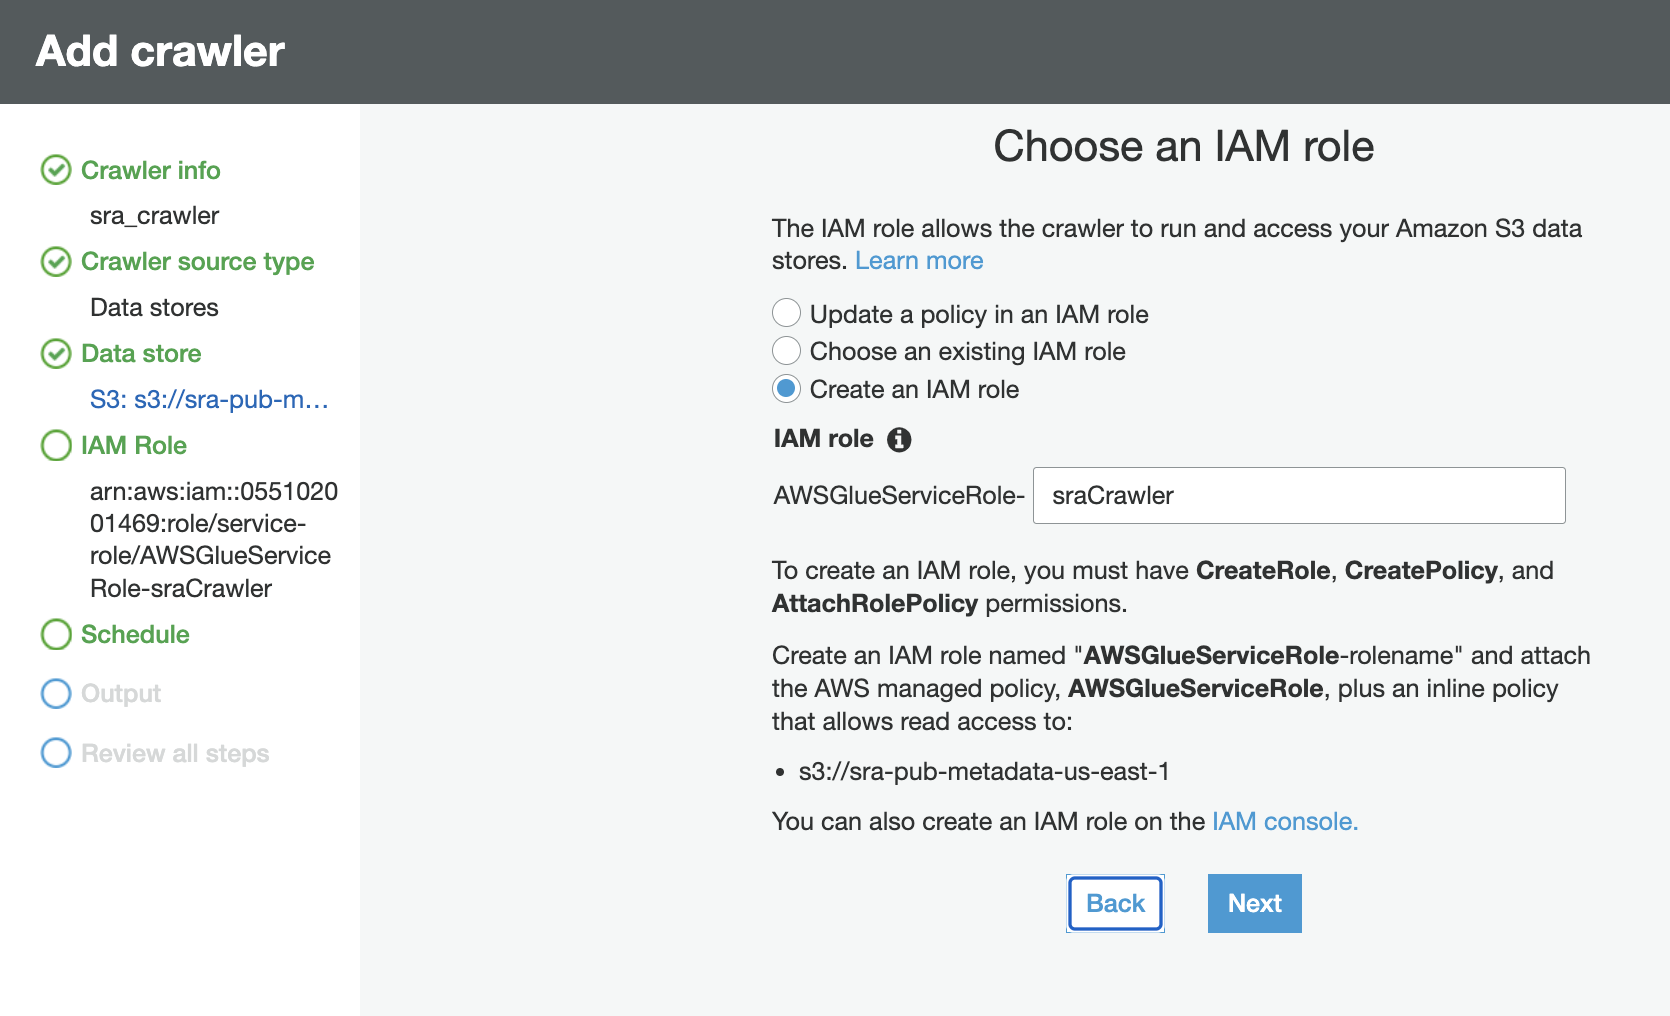 Add crawler
Crawler info
sra_crawler
Crawler source type
Data stores
Data store
S3: s3://sra-pub-m...
IAM Role
arn:aws:iam::0551020
01469:role/service-
role/AWSGlueService
Role-sraCrawler
Schedule
Output
Review all steps
Choose an IAM role
The IAM role allows the crawler to run and access your Amazon S3 data
stores. Learn more
Update a policy in an IAM role
Choose an existing IAM role
Create an IAM role
IAM role
AWSGlueServiceRole- sraCrawler
To create an IAM role, you must have CreateRole, CreatePolicy, and
AttachRolePolicy permissions.
Create an IAM role named "AWSGlueServiceRole-rolename" and attach
the AWS managed policy, AWSGlueServiceRole, plus an inline policy
that allows read access to:
• s3://sra-pub-metadata-us-east-1
You can also create an IAM role on the IAM console.
Back Next